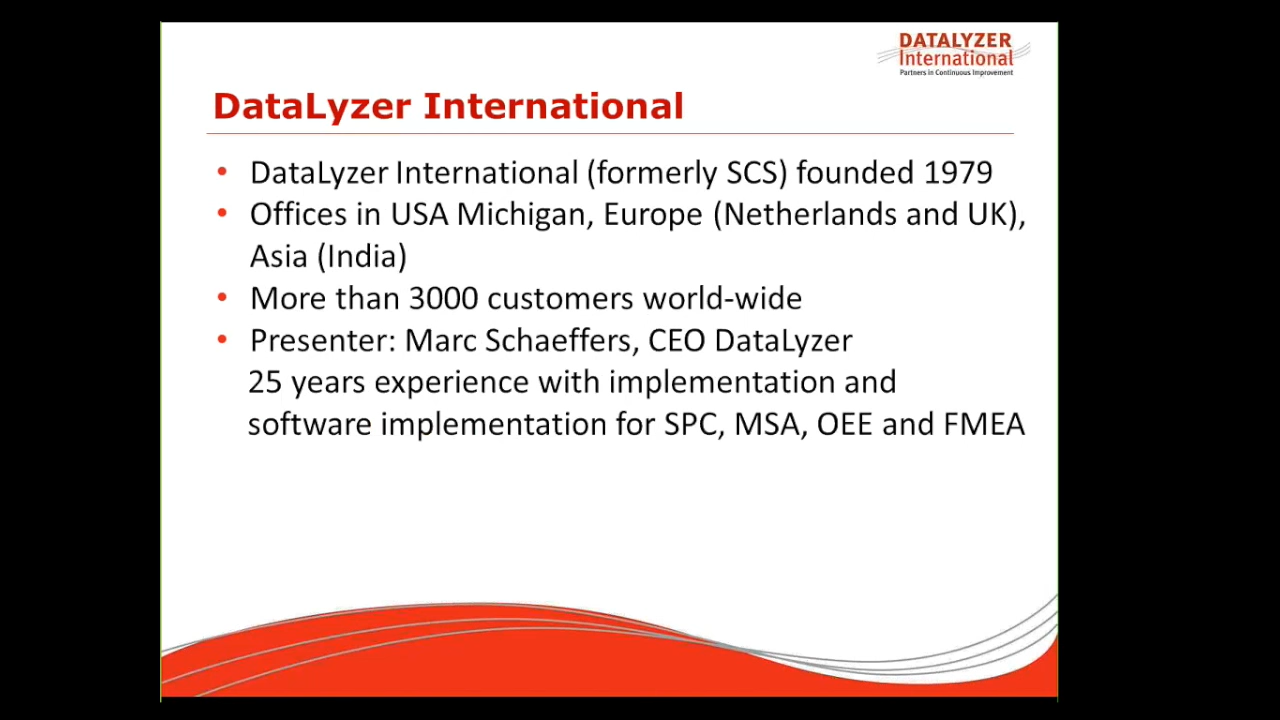 DATALYZER
International
Partners in Continuous Improvement
DataLyzer International
• DataLyzer International (formerly SCS) founded 1979
• Offices in USA Michigan, Europe (Netherlands and UK),
Asia (India)
• More than 3000 customers world-wide
• Presenter: Marc Schaeffers, CEO DataLyzer
25 years experience with implementation and
software implementation for SPC, MSA, OEE and FMEA